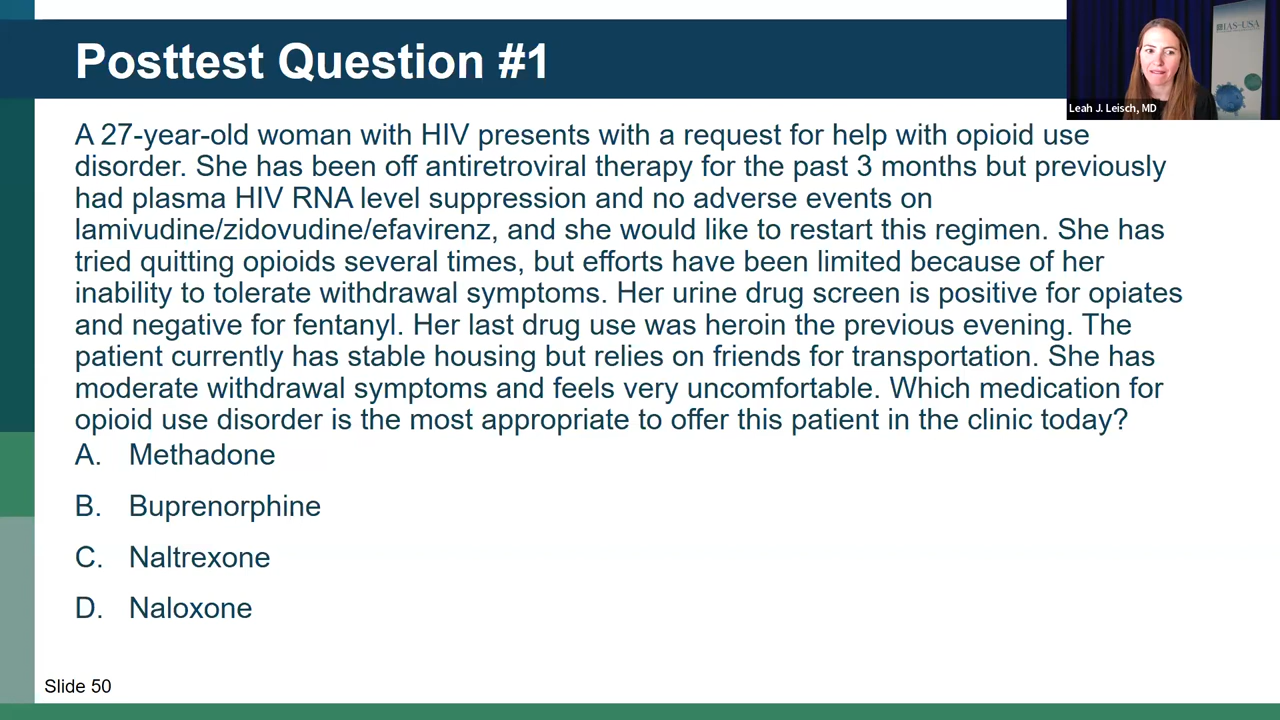 Posttest Question #1
IAS-USA
Leah J. Leisch, MD
A 27-year-old woman with HIV presents with a request for help with opioid use
disorder. She has been off antiretroviral therapy for the past 3 months but previously
had plasma HIV RNA level suppression and no adverse events on
lamivudine/zidovudine/efavirenz, and she would like to restart this regimen. She has
tried quitting opioids several times, but efforts have been limited because of her
inability to tolerate withdrawal symptoms. Her urine drug screen is positive for opiates
and negative for fentanyl. Her last drug use was heroin the previous evening. The
patient currently has stable housing but relies on friends for transportation. She has
moderate withdrawal symptoms and feels very uncomfortable. Which medication for
opioid use disorder is the most appropriate to offer this patient in the clinic today?
A. Methadone
B. Buprenorphine
C. Naltrexone
D. Naloxone
Slide 50